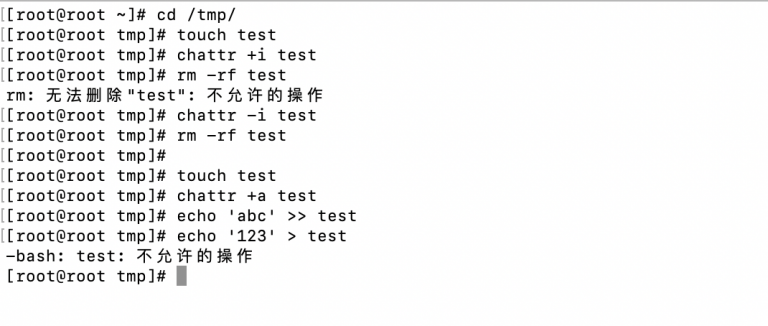 [[root@root ~]# cd /tmp/
[[root@root tmp]# touch test
[[root@root tmp]# chattr +i test
[[root@root tmp]# rm -rf test
rm: 无法删除"test": 不允许的操作
[[root@root tmp]# chattr -i test
[[root@root tmp]# rm -rf test
[[root@root tmp]#
[[root@root tmp]# touch test
[[root@root tmp]# chattr +a test
[[root@root tmp]# echo 'abc' >> test
[[root@root tmp]# echo '123' > test
-bash: test: 不允许的操作
[root@root tmp]#